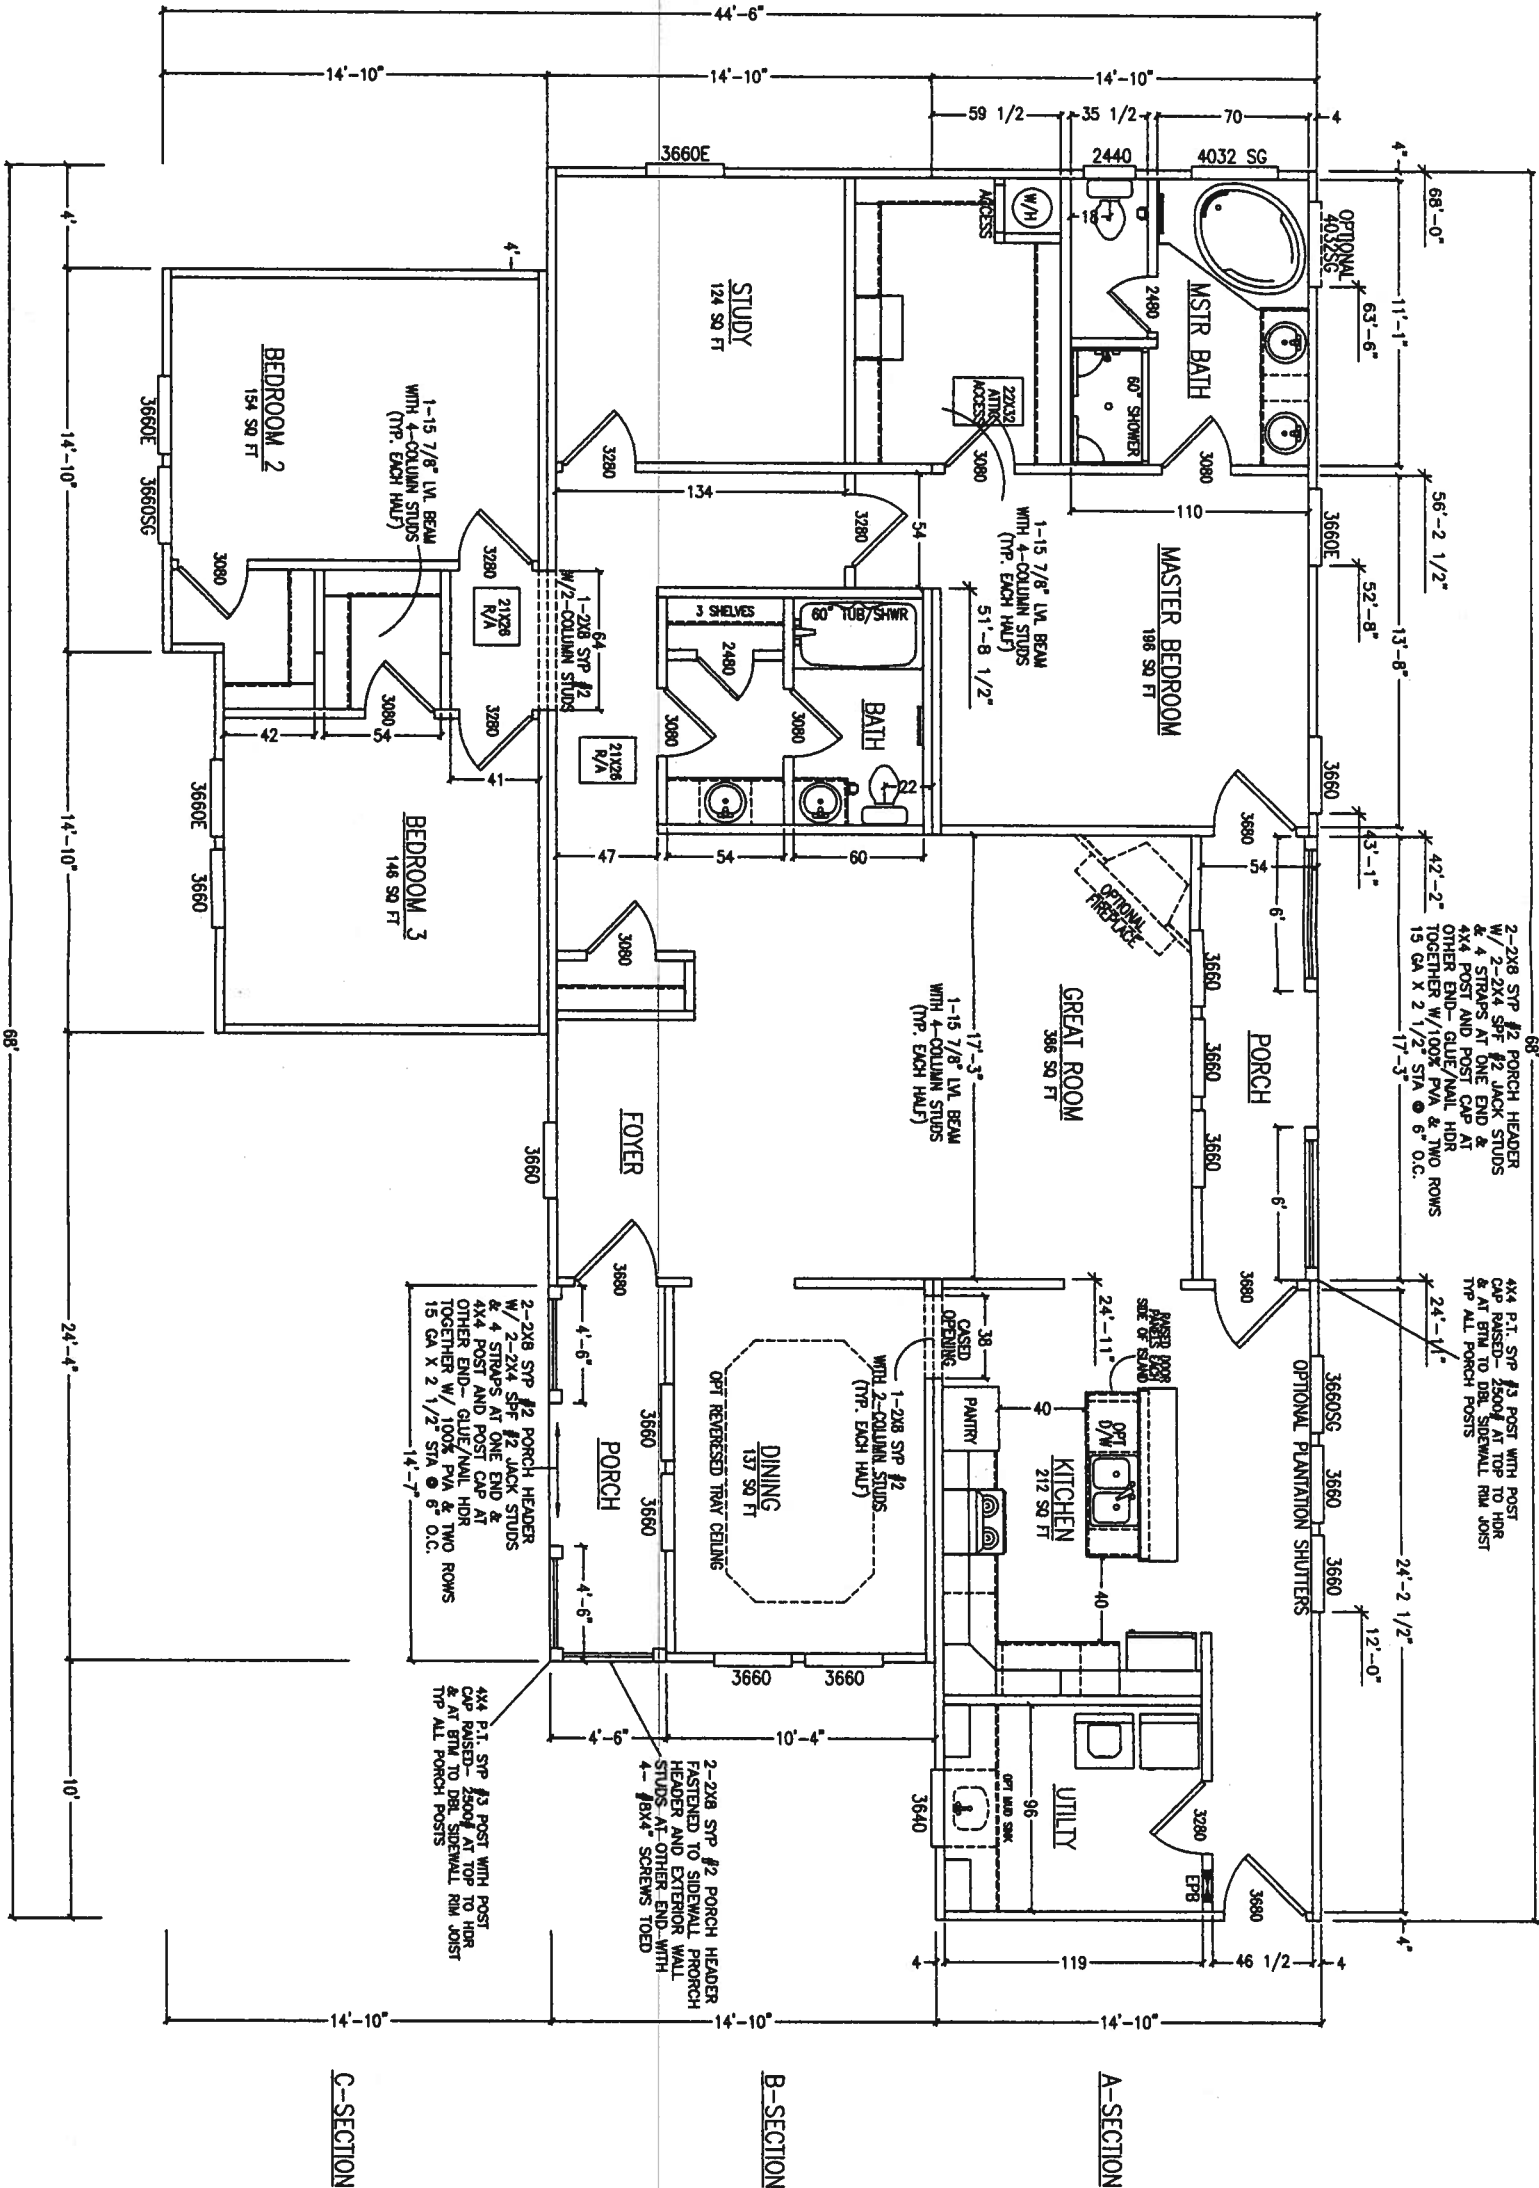 68'
68'-0"
63'-6"
56'-2 1/2"
52'-8"
43'-1"
42'-2"
24'-11"
12'-0"
4"
11'-1"
13'-8"
17'-3"
24'-2 1/2"
4"
2-2X8 SYP #2 PORCH HEADER
W/ 2-2X4 SPF #2 JACK STUDS
& 4 STRAPS AT ONE END &
4X4 POST AND POST CAP AT
OTHER END- GLUE/NAIL HDR
TOGETHER W/100% PVA & TWO ROWS
15 GA X 2 1/2" STA @ 6" O.C.
4X4 P.T. SYP #3 POST WITH POST
CAP RAISED- 2500# AT TOP TO HDR
& AT BTM TO DBL SIDEWALL RIM JOIST
TYP ALL PORCH POSTS
OPTIONAL
4032SG
3660E
3660
3660SG
3660
3660
OPTIONAL PLANTATION SHUTTERS
44'-6"
14'-10"
14'-10"
14'-10"
4
70
35 1/2
59 1/2
4032 SG
2440
3660E
MSTR BATH
2480
18
60" SHOWER
3080
110
W/H
ACCESS
22X32
ATTIC
ACCESS
3080
1-15 7/8" LVL BEAM
WITH 4-COLUMN STUDS
(TYP. EACH HALF)
MASTER BEDROOM
196 SQ FT
3680
54
6'
PORCH
6'
3680
3660
3660
3660
OPTIONAL
FIREPLACE
GREAT ROOM
386 SQ FT
17'-3"
1-15 7/8" LVL BEAM
WITH 4-COLUMN STUDS
(TYP. EACH HALF)
24'-11"
RAISED DOOR
PANELS EACH
SIDE OF ISLAND
OPT
D/W
40
KITCHEN
212 SQ FT
40
PANTRY
38
CASED
OPENING
1-2X8 SYP #2
WITH 2-COLUMN STUDS
(TYP. EACH HALF)
UTILITY
96
OPT MUD SINK
3280
EPB
3680
3640
4
119
46 1/2
4
STUDY
124 SQ FT
3280
134
3280
54
51'-8 1/2"
60" TUB/SHWR
3 SHELVES
2480
3080
3080
BATH
22
47
54
60
21X26
R/A
3080
FOYER
3660
3680
DINING
137 SQ FT
OPT REVERESED TRAY CEILING
3660
3660
3660
3660
PORCH
4'-6"
4'-6"
14'-7"
2-2X8 SYP #2 PORCH HEADER
W/ 2-2X4 SPF #2 JACK STUDS
& 4 STRAPS AT ONE END &
4X4 POST AND POST CAP AT
OTHER END- GLUE/NAIL HDR
TOGETHER W/ 100% PVA & TWO ROWS
15 GA X 2 1/2" STA @ 6" O.C.
4'-6"
10'-4"
2-2X8 SYP #2 PORCH HEADER
FASTENED TO SIDEWALL PRORCH
HEADER AND EXTERIOR WALL
STUDS AT OTHER END WITH
4- #8X4" SCREWS TOED
4X4 P.T. SYP #3 POST WITH POST
CAP RAISED- 2500# AT TOP TO HDR
& AT BTM TO DBL SIDEWALL RIM JOIST
TYP ALL PORCH POSTS
4'
BEDROOM 2
154 SQ FT
1-15 7/8" LVL BEAM
WITH 4-COLUMN STUDS
(TYP. EACH HALF)
3660E
3660SG
3080
3280
21X26
R/A
64
1-2X8 SYP #2
W/2-COLUMN STUDS
3280
3080
42
54
41
BEDROOM 3
146 SQ FT
3660E
3660
4'
14'-10"
14'-10"
24'-4"
10'
68'
14'-10"
14'-10"
14'-10"
A-SECTION
B-SECTION
C-SECTION